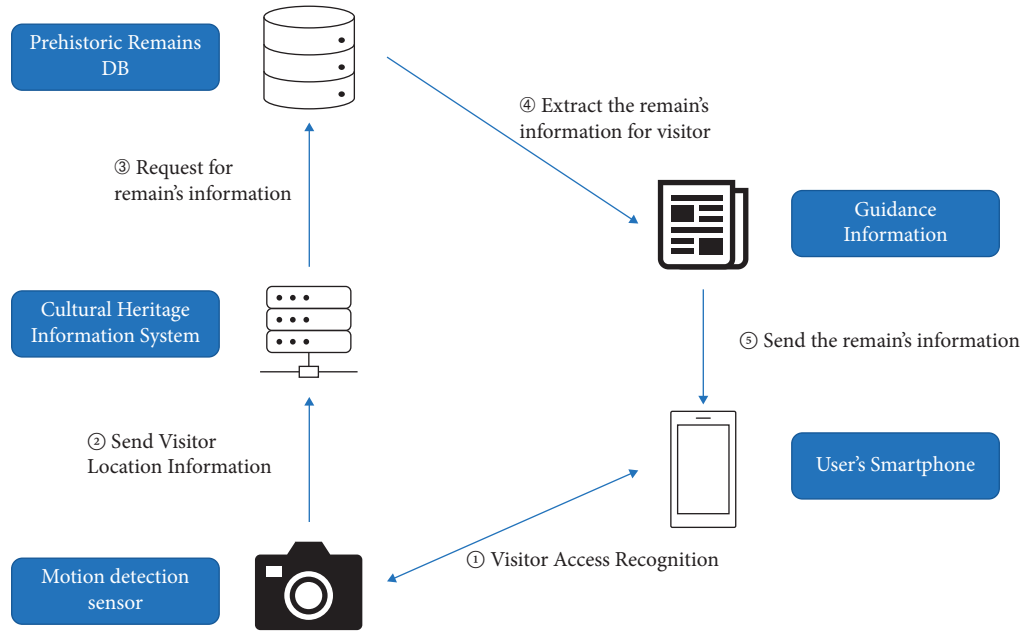 Prehistoric Remains
DB
④ Extract the remain's
information for visitor
③ Request for
remain's information
Guidance
Information
Cultural Heritage
Information System
⑤ Send the remain's information
② Send Visitor
Location Information
User's Smartphone
① Visitor Access Recognition
Motion detection
sensor